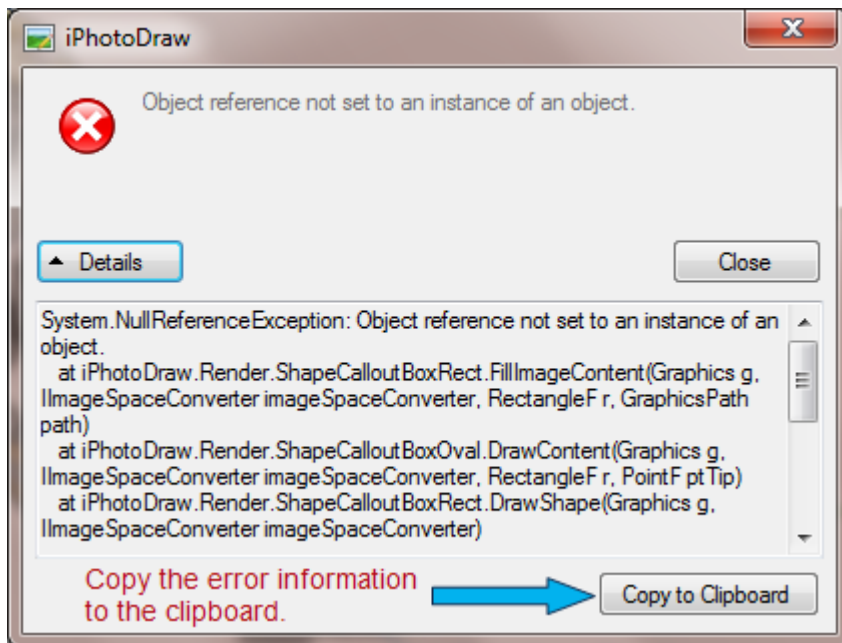 iPhotoDraw
Object reference not set to an instance of an object.
Details
Close
System.NullReferenceException: Object reference not set to an instance of an
object.
at iPhotoDraw.Render.ShapeCalloutBoxRect.FillImageContent(Graphics g,
IImageSpaceConverter imageSpaceConverter, RectangleF r, GraphicsPath
path)
at iPhotoDraw.Render.ShapeCalloutBoxOval.DrawContent(Graphics g,
IImageSpaceConverter imageSpaceConverter, RectangleF r, PointF ptTip)
at iPhotoDraw.Render.ShapeCalloutBoxRect.DrawShape(Graphics g,
IImageSpaceConverter imageSpaceConverter)
Copy the error information
to the clipboard.
Copy to Clipboard